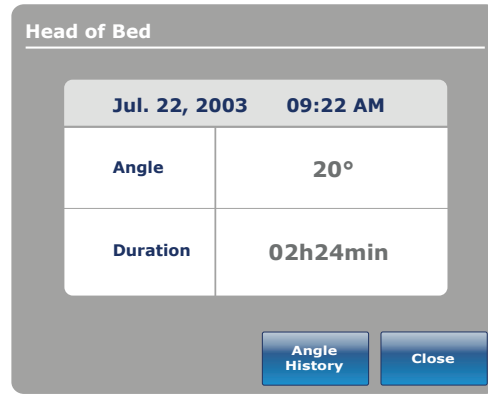 Head of Bed
Jul. 22, 2003 09:22 AM
Angle 20°
Duration 02h24min
Angle
History
Close